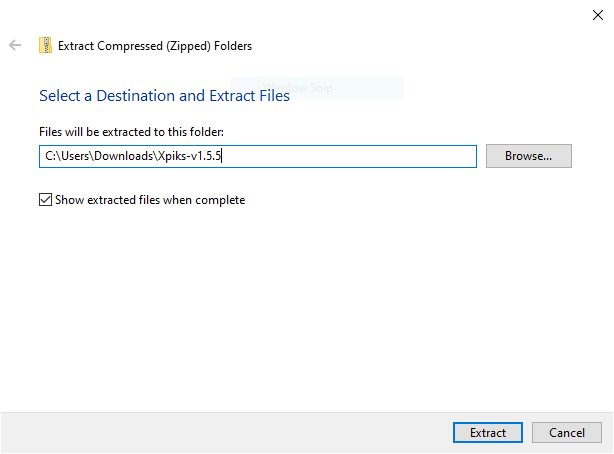 Extract Compressed (Zipped) Folders
Window Snip
Select a Destination and Extract Files
Files will be extracted to this folder:
C:\Users\Downloads\Xpiks-v1.5.5
Browse...
Show extracted files when complete
Extract
Cancel